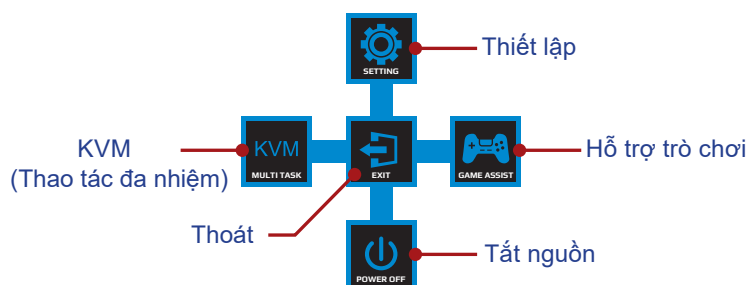 SETTING
Thiết lập
KVM
(Thao tác đa nhiệm)
KVM
MULTI TASK
EXIT
GAME ASSIST
Hỗ trợ trò chơi
Thoát
POWER OFF
Tắt nguồn